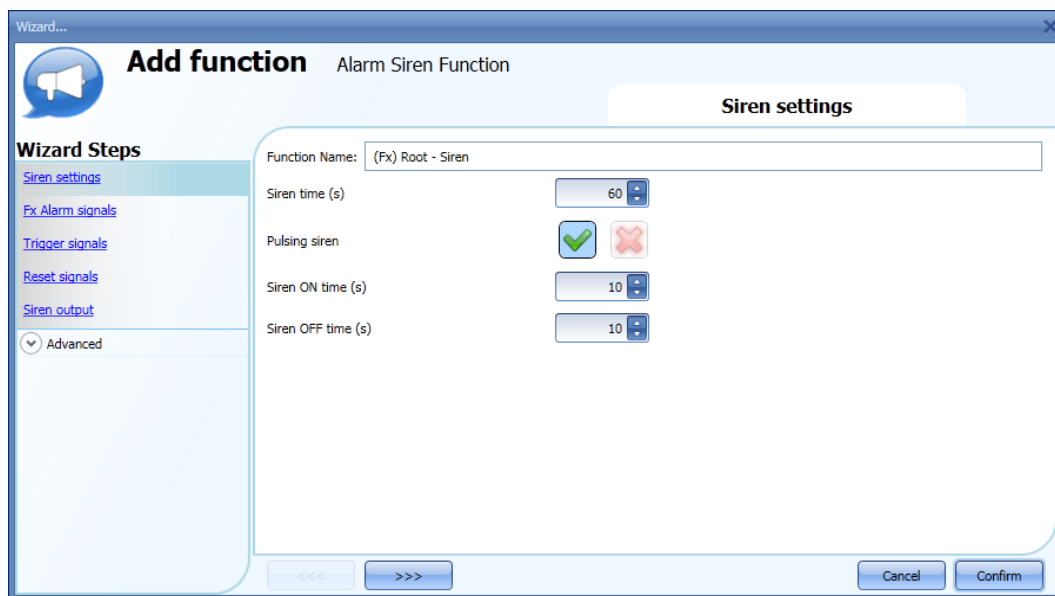 Wizard...
Add function Alarm Siren Function
Siren settings
Wizard Steps
Siren settings
Fx Alarm signals
Trigger signals
Reset signals
Siren output
Advanced
Function Name: (Fx) Root - Siren
Siren time (s) 60
Pulsing siren
Siren ON time (s) 10
Siren OFF time (s) 10
<<< >>> Cancel Confirm